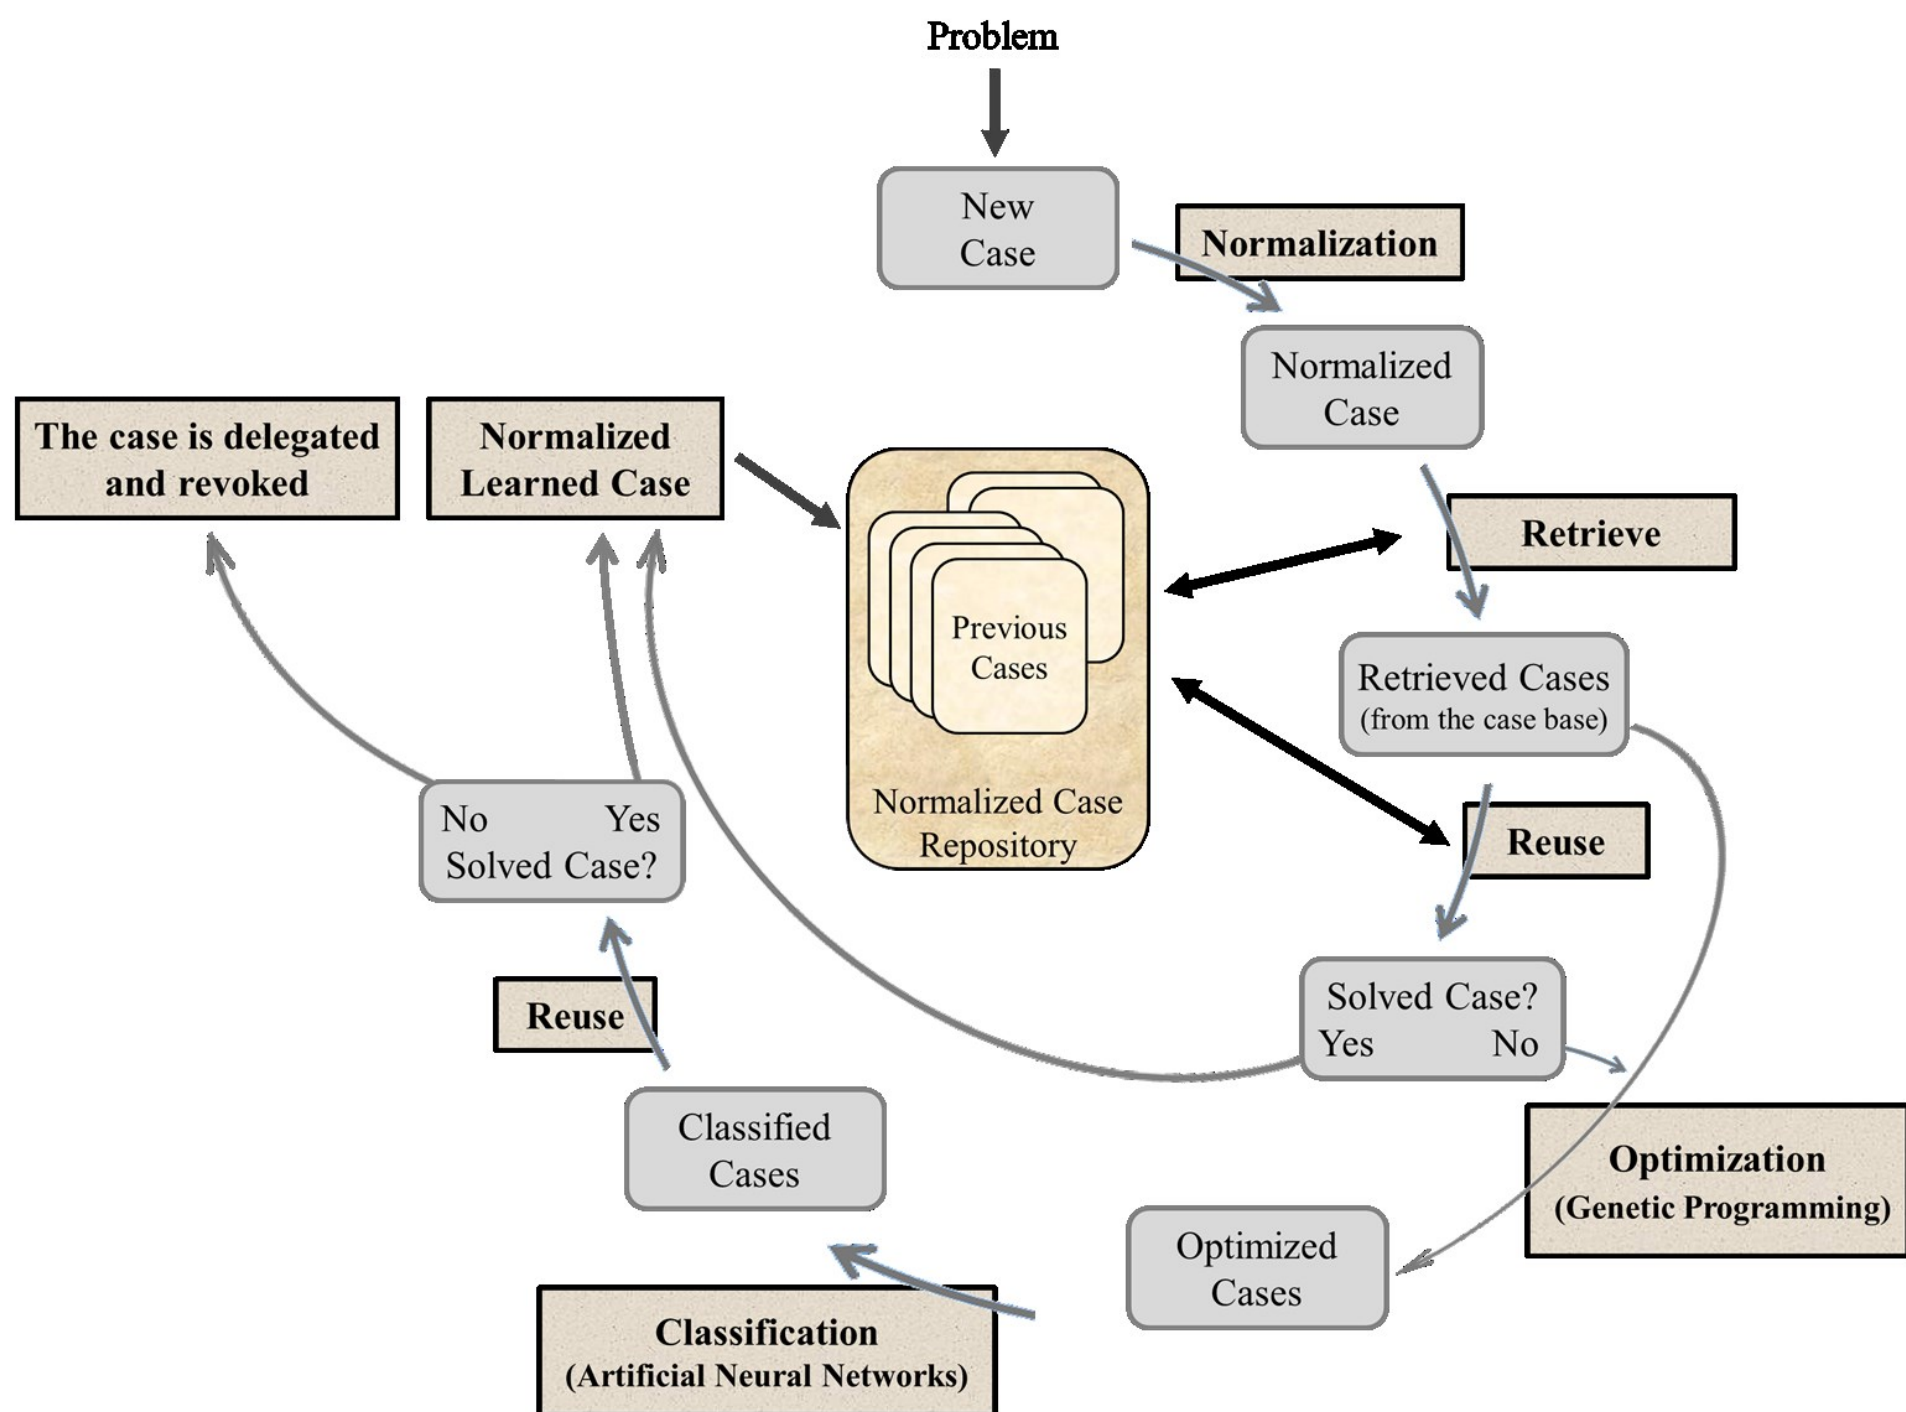 Problem
New
Case
Normalization
Normalized
Case
The case is delegated
and revoked
Normalized
Learned Case
Retrieve
Previous
Cases
Retrieved Cases
(from the case base)
Normalized Case
Repository
No Yes
Solved Case?
Reuse
Reuse
Solved Case?
Yes No
Classified
Cases
Optimization
(Genetic Programming)
Optimized
Cases
Classification
(Artificial Neural Networks)